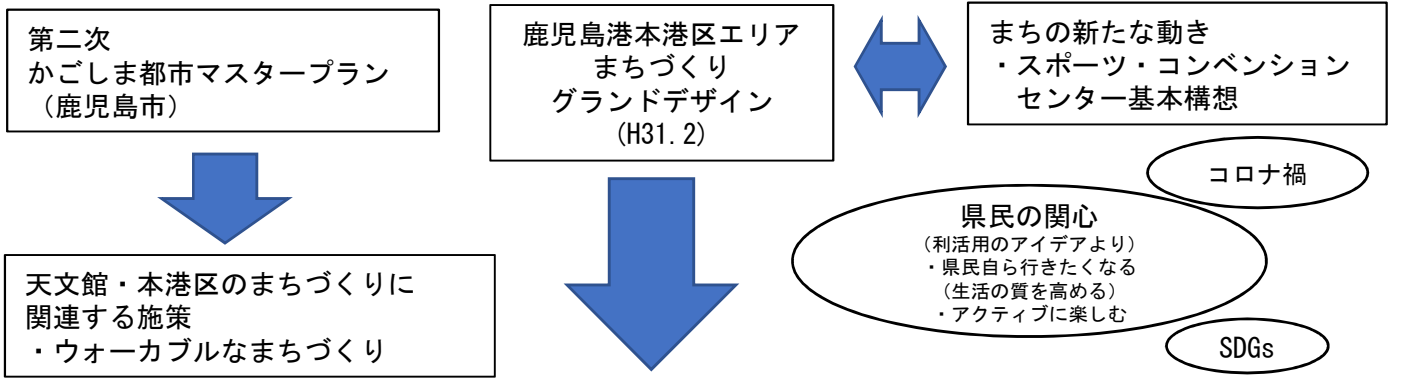 第二次
かごしま都市マスタープラン
（鹿児島市）
鹿児島港本港区エリア
まちづくり
グランドデザイン
(H31.2)
まちの新たな動き
・スポーツ・コンベンション
センター基本構想
コロナ禍
県民の関心
（利活用のアイデアより）
・県民自ら行きたくなる
（生活の質を高める）
・アクティブに楽しむ
SDGs
天文館・本港区のまちづくりに
関連する施策
・ウォーカブルなまちづくり